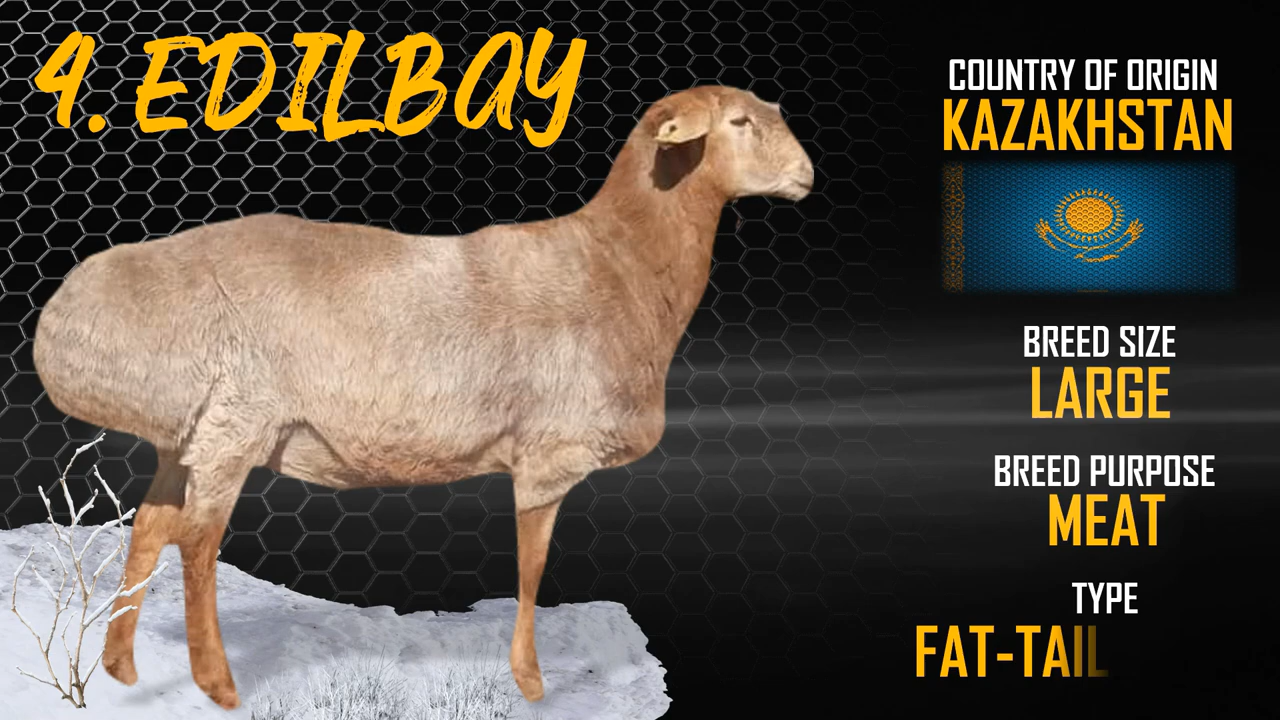 4. EDILBAY
COUNTRY OF ORIGIN
KAZAKHSTAN
BREED SIZE
LARGE
BREED PURPOSE
MEAT
TYPE
FAT-TAIL